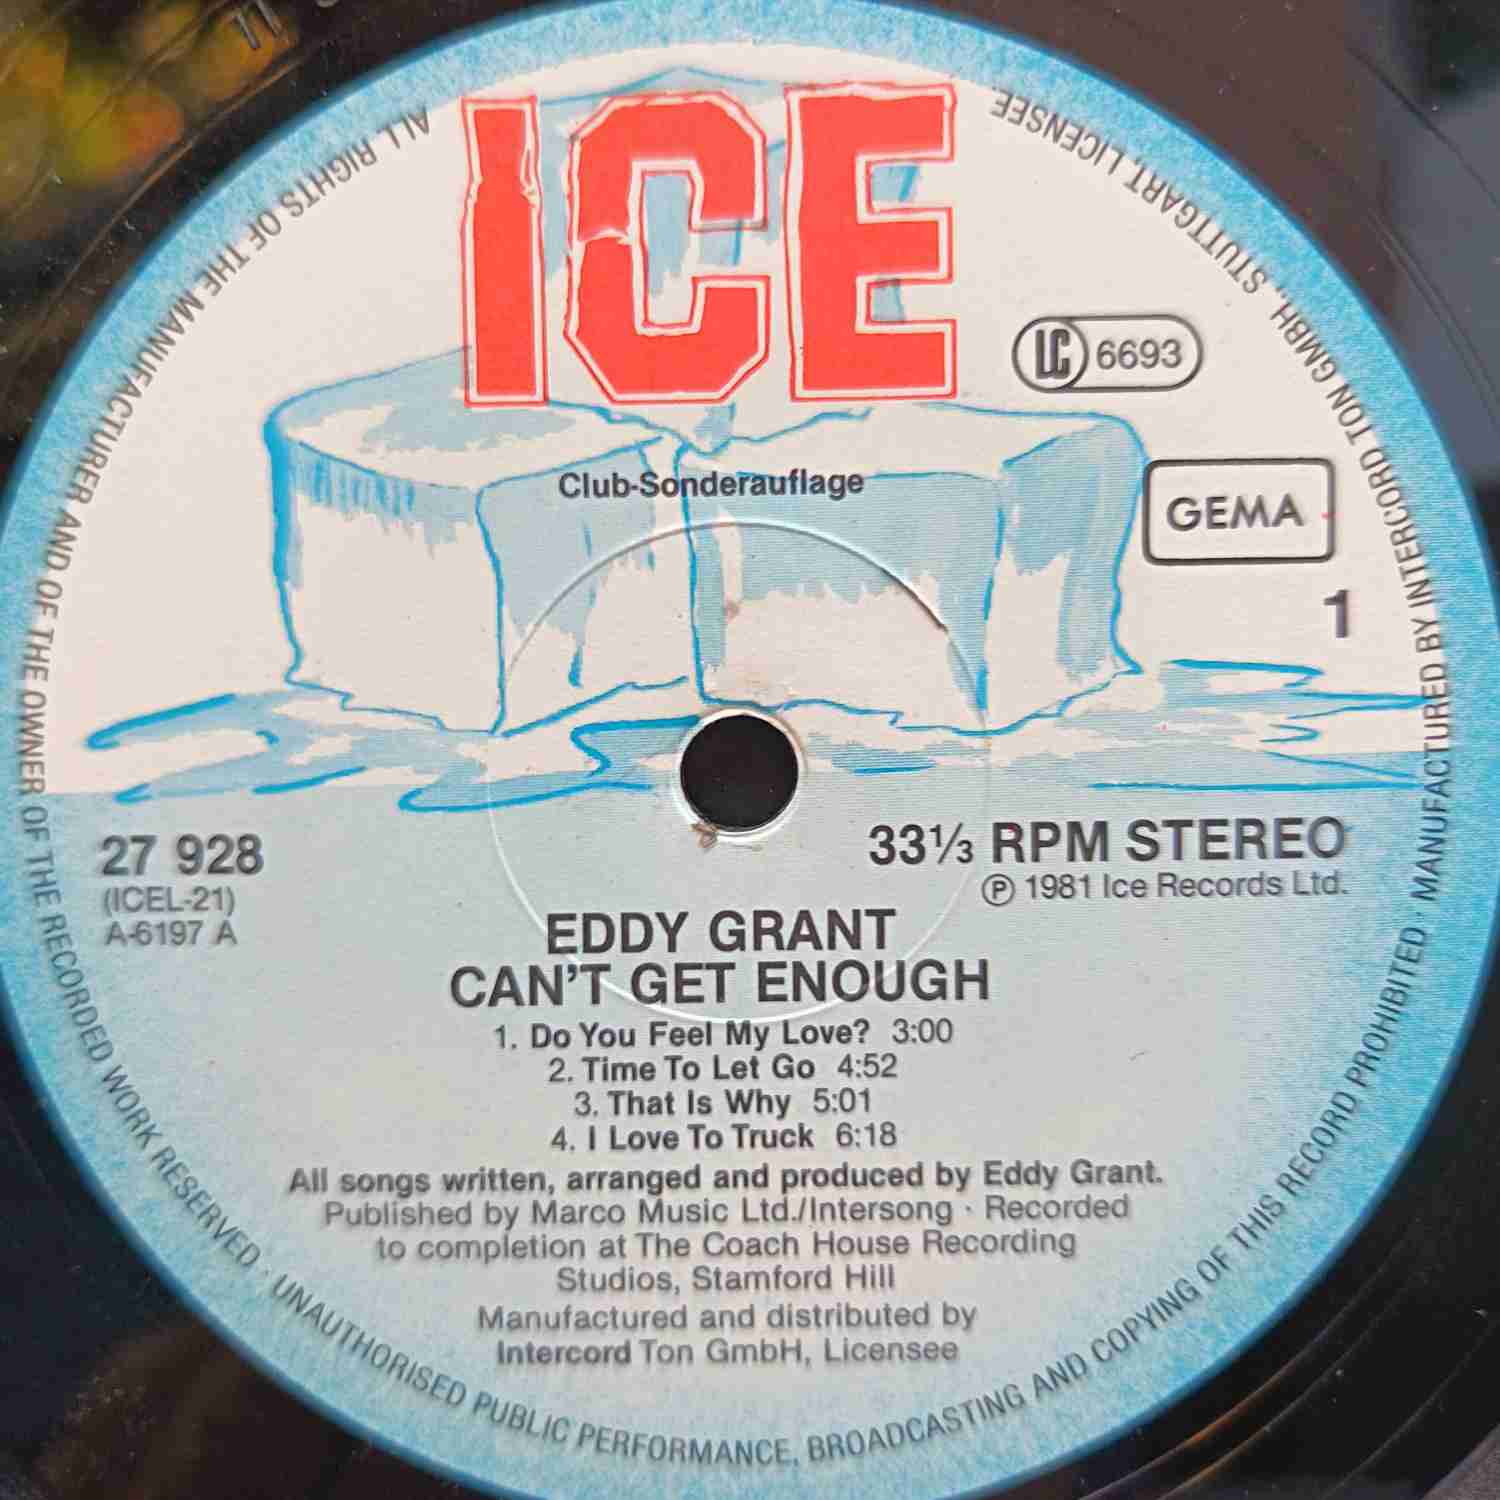 ICE
LC 6693
Club-Sonderauflage
GEMA
1
27 928
(ICEL-21)
A-6197 A
33⅓ RPM STEREO
Ⓟ 1981 Ice Records Ltd.
EDDY GRANT
CAN'T GET ENOUGH
1. Do You Feel My Love? 3:00
2. Time To Let Go 4:52
3. That Is Why 5:01
4. I Love To Truck 6:18
All songs written, arranged and produced by Eddy Grant.
Published by Marco Music Ltd./Intersong · Recorded
to completion at The Coach House Recording
Studios, Stamford Hill
Manufactured and distributed by
Intercord Ton GmbH, Licensee
ALL RIGHTS OF THE MANUFACTURER AND OF THE OWNER OF THE RECORDED WORK RESERVED · UNAUTHORISED PUBLIC PERFORMANCE, BROADCASTING AND COPYING OF THIS RECORD PROHIBITED · MANUFACTURED BY INTERCORD TON GMBH., STUTTGART, LICENSEE